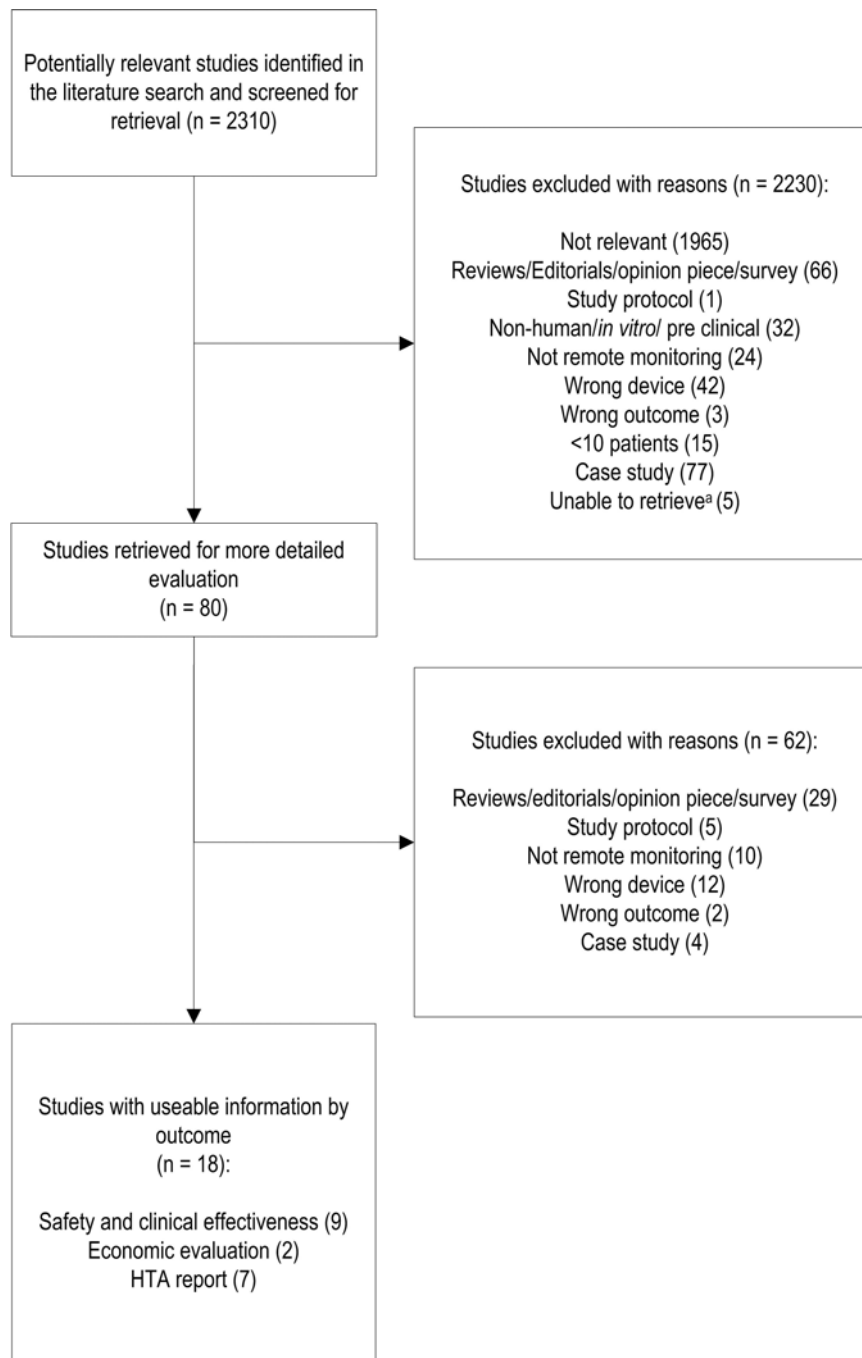 Potentially relevant studies identified in
the literature search and screened for
retrieval (n = 2310)
Studies excluded with reasons (n = 2230):
Not relevant (1965)
Reviews/Editorials/opinion piece/survey (66)
Study protocol (1)
Non-human/in vitro/ pre clinical (32)
Not remote monitoring (24)
Wrong device (42)
Wrong outcome (3)
<10 patients (15)
Case study (77)
Unable to retrieveᵃ (5)
Studies retrieved for more detailed
evaluation
(n = 80)
Studies excluded with reasons (n = 62):
Reviews/editorials/opinion piece/survey (29)
Study protocol (5)
Not remote monitoring (10)
Wrong device (12)
Wrong outcome (2)
Case study (4)
Studies with useable information by
outcome
(n = 18):
Safety and clinical effectiveness (9)
Economic evaluation (2)
HTA report (7)